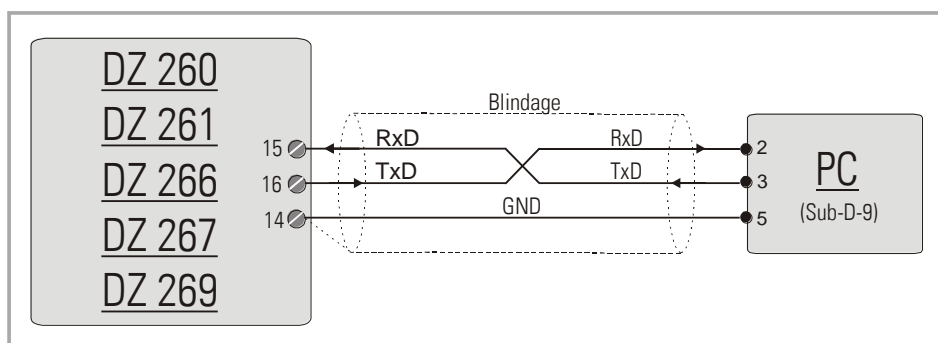 DZ 260
DZ 261
DZ 266
DZ 267
DZ 269
Blindage
15 RxD RxD 2
16 TxD TxD 3
14 GND 5
PC
(Sub-D-9)